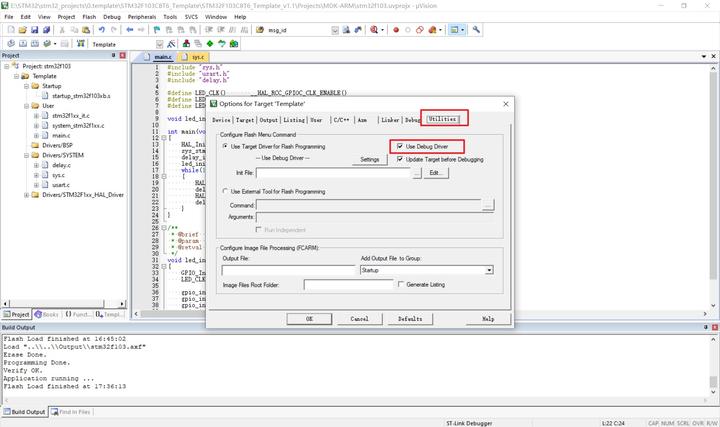 E:\STM32\stm32_projects\0.template\STM32F103C8T6_Template\STM32F103C8T6_Template_v1.1\Projects\MDK-ARM\stm32f103.uvprojx - µVision
File Edit View Project Flash Debug Peripherals Tools SVCS Window Help
msg_id
Template
Project
main.c
sys.c
Project: stm32f103
Template
Startup
startup_stm32f103xb.s
User
stm32f1xx_it.c
system_stm32f1xx.c
main.c
Drivers/BSP
Drivers/SYSTEM
delay.c
sys.c
usart.c
Drivers/STM32F1xx_HAL_Driver
1 #include "sys.h"
2 #include "usart.h"
3 #include "delay.h"
4
5 #define LED_CLK() __HAL_RCC_GPIOC_CLK_ENABLE()
6 #define LED
7 #define LED
8
9 void led_in
10
11 int main(vo
12 {
13 HAL_Ini
14 sys_stm
15 delay_i
16 led_ini
17 while(1
18 {
19 HAL
20 del
21 HAL
22 del
23 }
24 }
25
26 /**
27 * @brief
28 * @param
29 * @retval
30 */
31 void led_in
32 {
33 GPIO_In
34 LED_CLK
35
36 gpio_in
37 gpio_in
38 gpio_in
Options for Target 'Template'
Device Target Output Listing User C/C++ Asm Linker Debug Utilities
Configure Flash Menu Command
Use Target Driver for Flash Programming
Use Debug Driver
-- Use Debug Driver --
Settings
Update Target before Debugging
Init File:
...
Edit...
Use External Tool for Flash Programming
Command:
...
Arguments:
Run Independent
Configure Image File Processing (FCARM):
Output File:
Add Output File to Group:
Startup
Image Files Root Folder:
Generate Listing
OK Cancel Defaults Help
Project Books {} Funct... Templ...
Build Output
Flash Load finished at 16:45:02
Load "..\\..\\Output\\stm32f103.axf"
Erase Done.
Programming Done.
Verify OK.
Application running ...
Flash Load finished at 17:36:13
Build Output Find In Files
ST-Link Debugger
L:22 C:24
CAP NUM SCRL OVR R/W